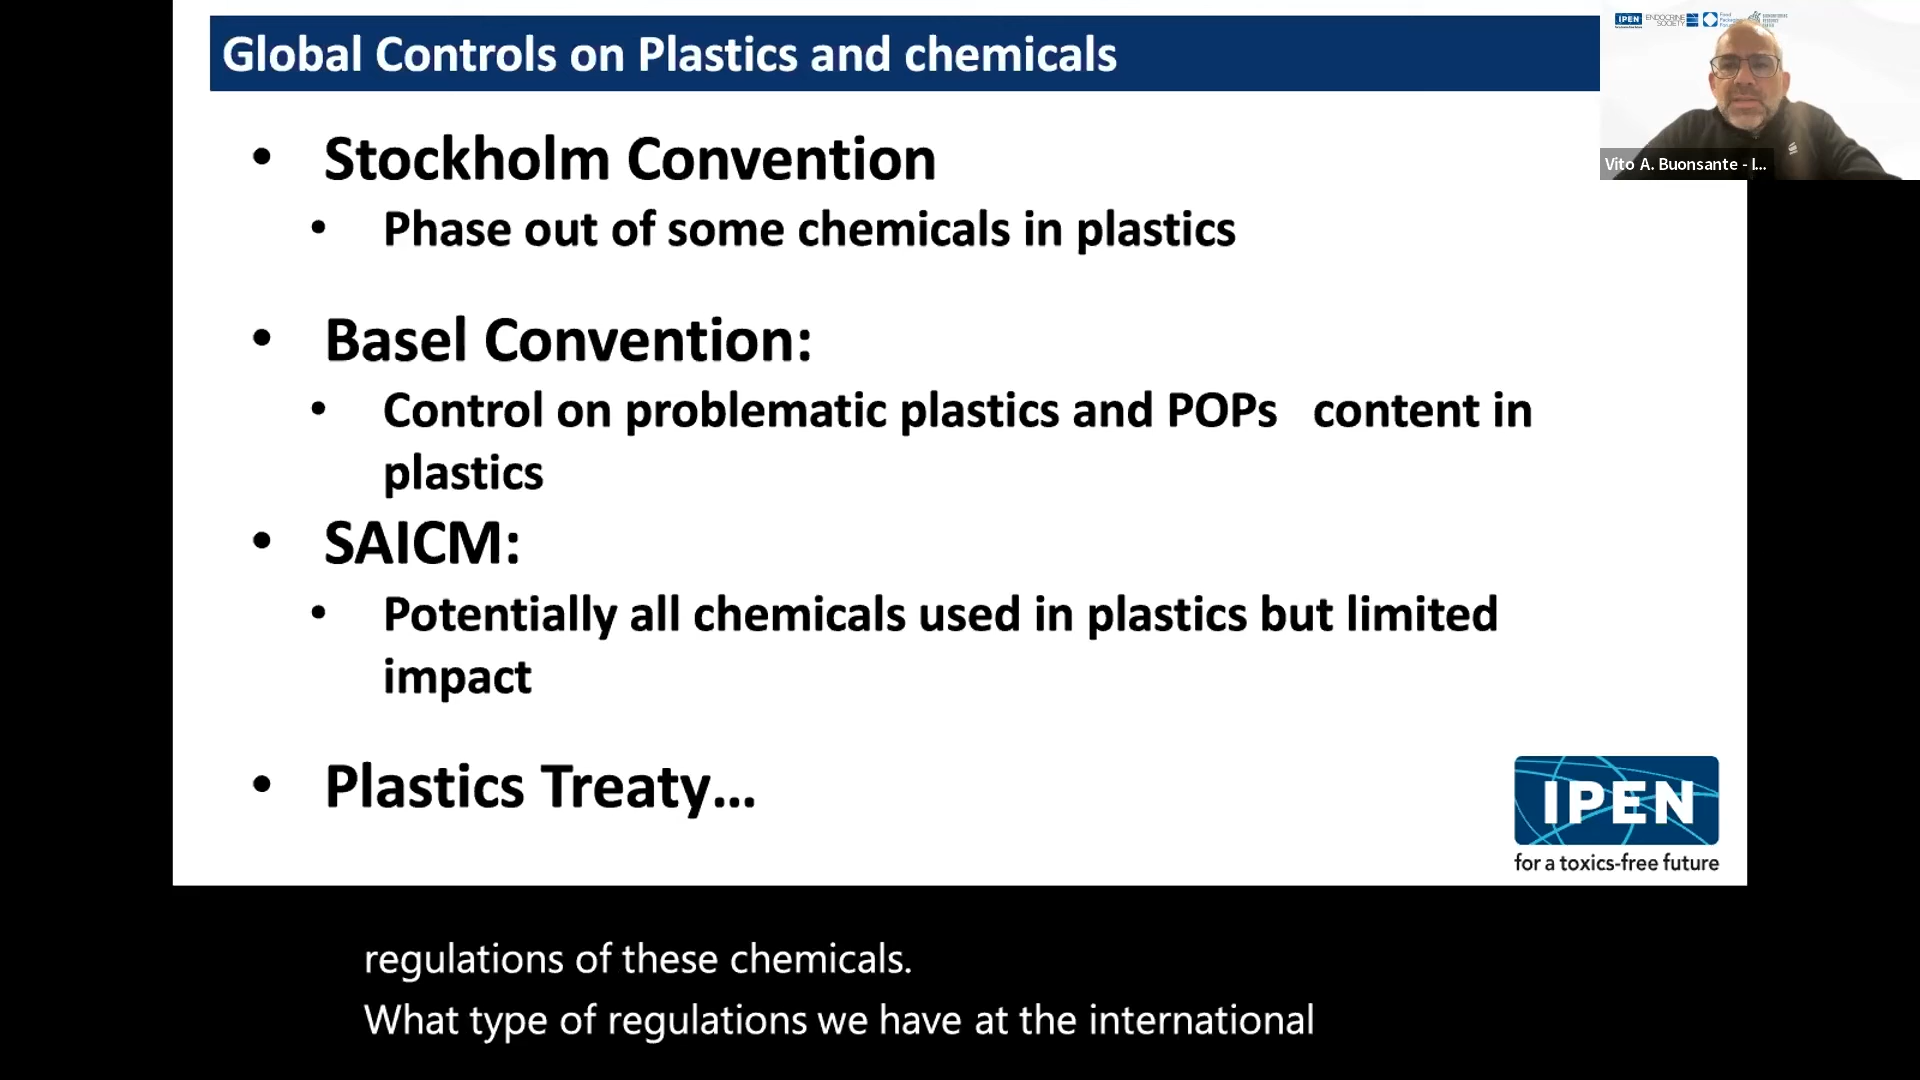 Global Controls on Plastics and chemicals
• Stockholm Convention
• Phase out of some chemicals in plastics
• Basel Convention:
• Control on problematic plastics and POPs content in
plastics
• SAICM:
• Potentially all chemicals used in plastics but limited
impact
• Plastics Treaty...
IPEN
for a toxics-free future
IPEN ENDOCRINE
SOCIETY
Vito A. Buonsante - I...
regulations of these chemicals.
What type of regulations we have at the international